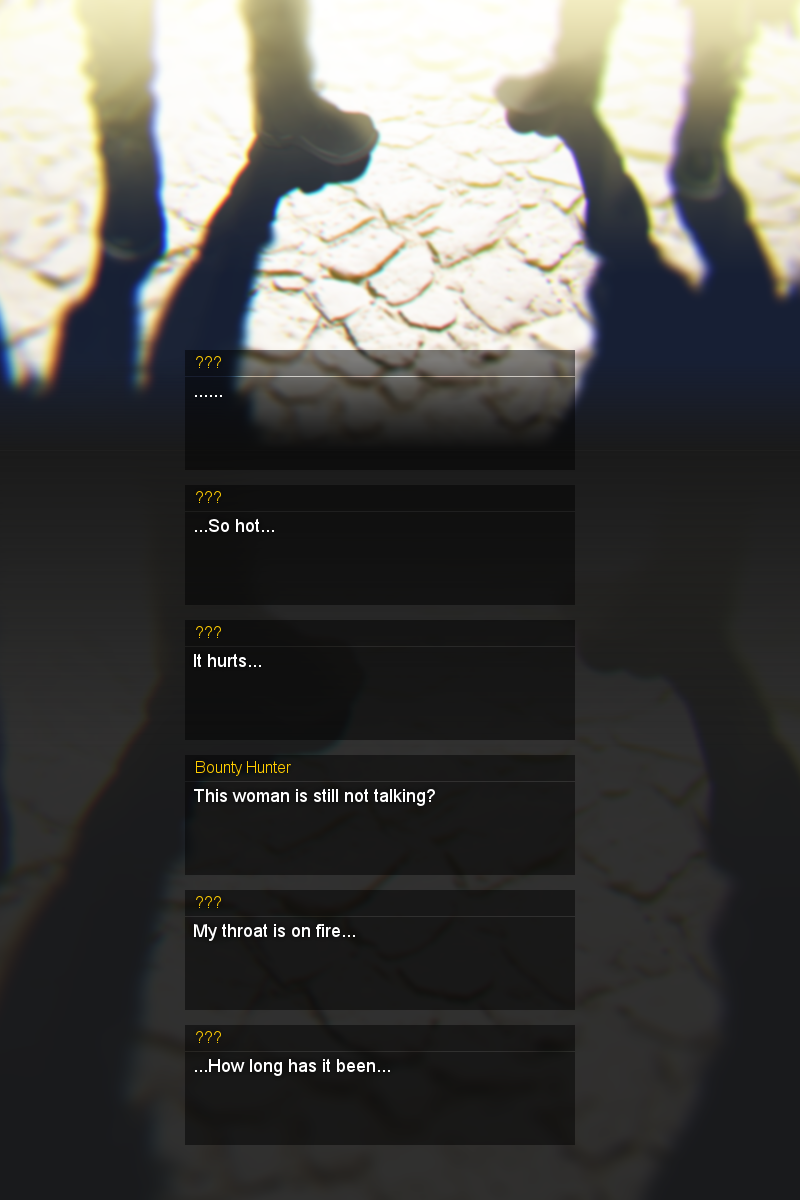 ???
......
???
...So hot...
???
It hurts...
Bounty Hunter
This woman is still not talking?
???
My throat is on fire...
???
...How long has it been...